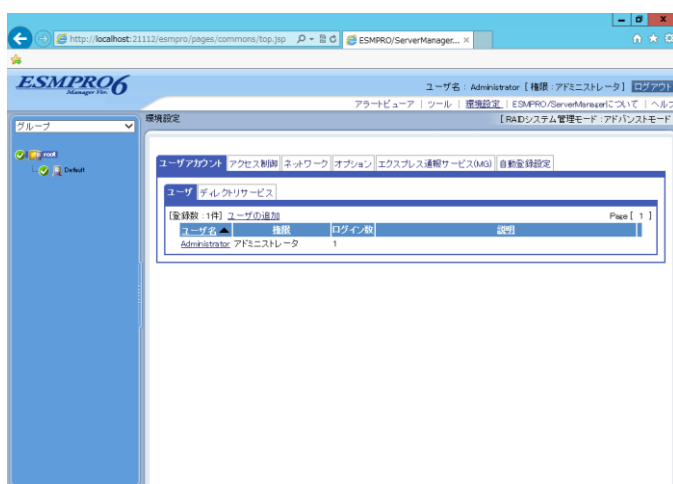 http://localhost:21112/esmpro/pages/commons/top.jsp
ESMPRO/ServerManager...
ESMPRO6
Manager Ver.
ユーザ名 : Administrator [ 権限 : アドミニストレータ ] ログアウト
アラートビューア | ツール | 環境設定 | ESMPRO/ServerManagerについて | ヘルプ
グループ
環境設定
[ RAIDシステム管理モード : アドバンストモード
root
Default
ユーザアカウント アクセス制御 ネットワーク オプション エクスプレス通報サービス(MG) 自動登録設定
ユーザ ディレクトリサービス
[登録数 : 1件] ユーザの追加 Page [ 1 ]
ユーザ名 権限 ログイン数 説明
Administrator アドミニストレータ 1